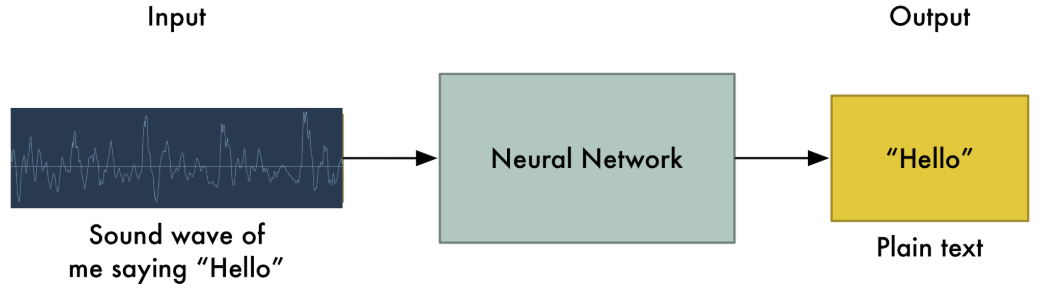 Input
Output
Neural Network
“Hello”
Sound wave of
me saying “Hello”
Plain text